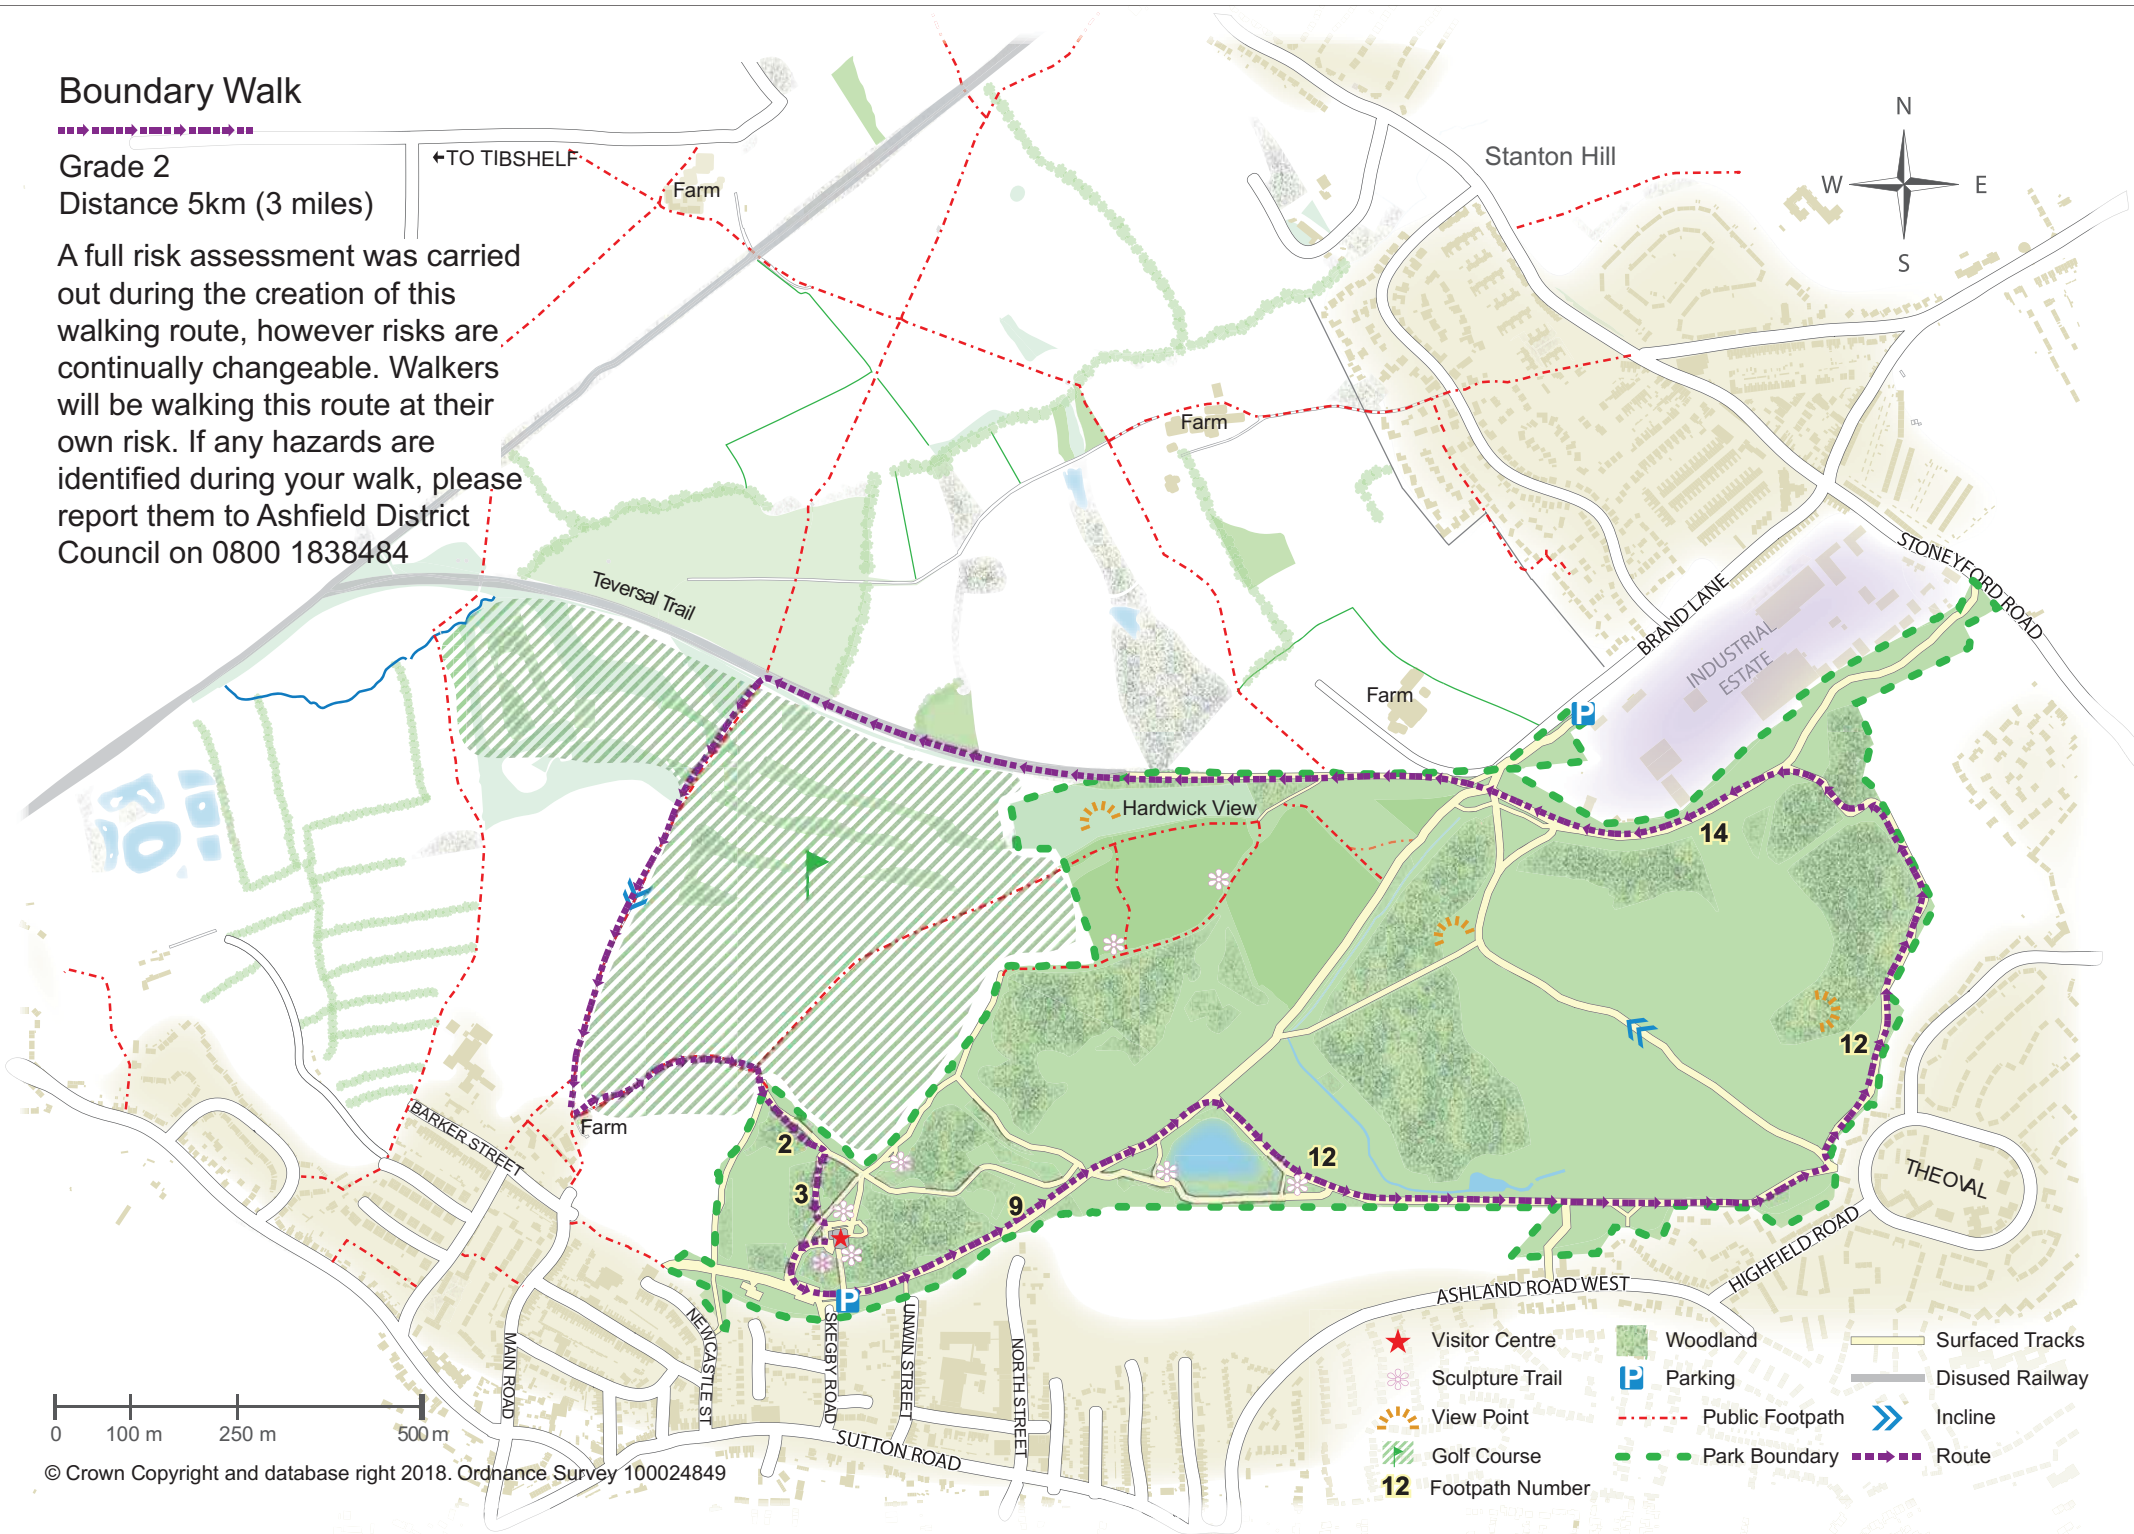 Boundary Walk
Grade 2
Distance 5km (3 miles)
A full risk assessment was carried
out during the creation of this
walking route, however risks are
continually changeable. Walkers
will be walking this route at their
own risk. If any hazards are
identified during your walk, please
report them to Ashfield District
Council on 0800 1838484
TO TIBSHELF
Farm
Stanton Hill
N
W
E
S
Farm
Teversal Trail
STONEYFORD ROAD
BRAND LANE
INDUSTRIAL
ESTATE
Farm
P
Hardwick View
14
12
BARKER STREET
Farm
2
3
9
12
THE OVAL
HIGHFIELD ROAD
ASHLAND ROAD WEST
P
NEWCASTLE ST
MAIN ROAD
SKEGBY ROAD
UNWIN STREET
NORTH STREET
SUTTON ROAD
0
100 m
250 m
500 m
© Crown Copyright and database right 2018. Ordnance Survey 100024849
Visitor Centre
Woodland
Surfaced Tracks
Sculpture Trail
P
Parking
Disused Railway
View Point
Public Footpath
Incline
Golf Course
Park Boundary
Route
12
Footpath Number